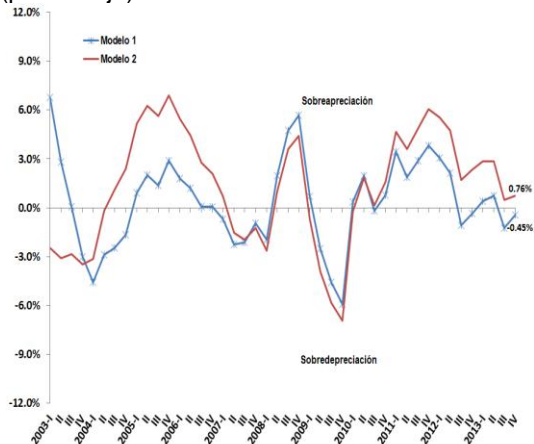 12.0%
9.0%
6.0%
3.0%
0.0%
-3.0%
-6.0%
-9.0%
-12.0%
Modelo 1
Modelo 2
Sobreapreciación
0.76%
-0.45%
Sobredepreciación
2003-I II III IV 2004-I II III IV 2005-I II III IV 2006-I II III IV 2007-I II III IV 2008-I II III IV 2009-I II III IV 2010-I II III IV 2011-I II III IV 2012-I II III IV 2013-I II III IV